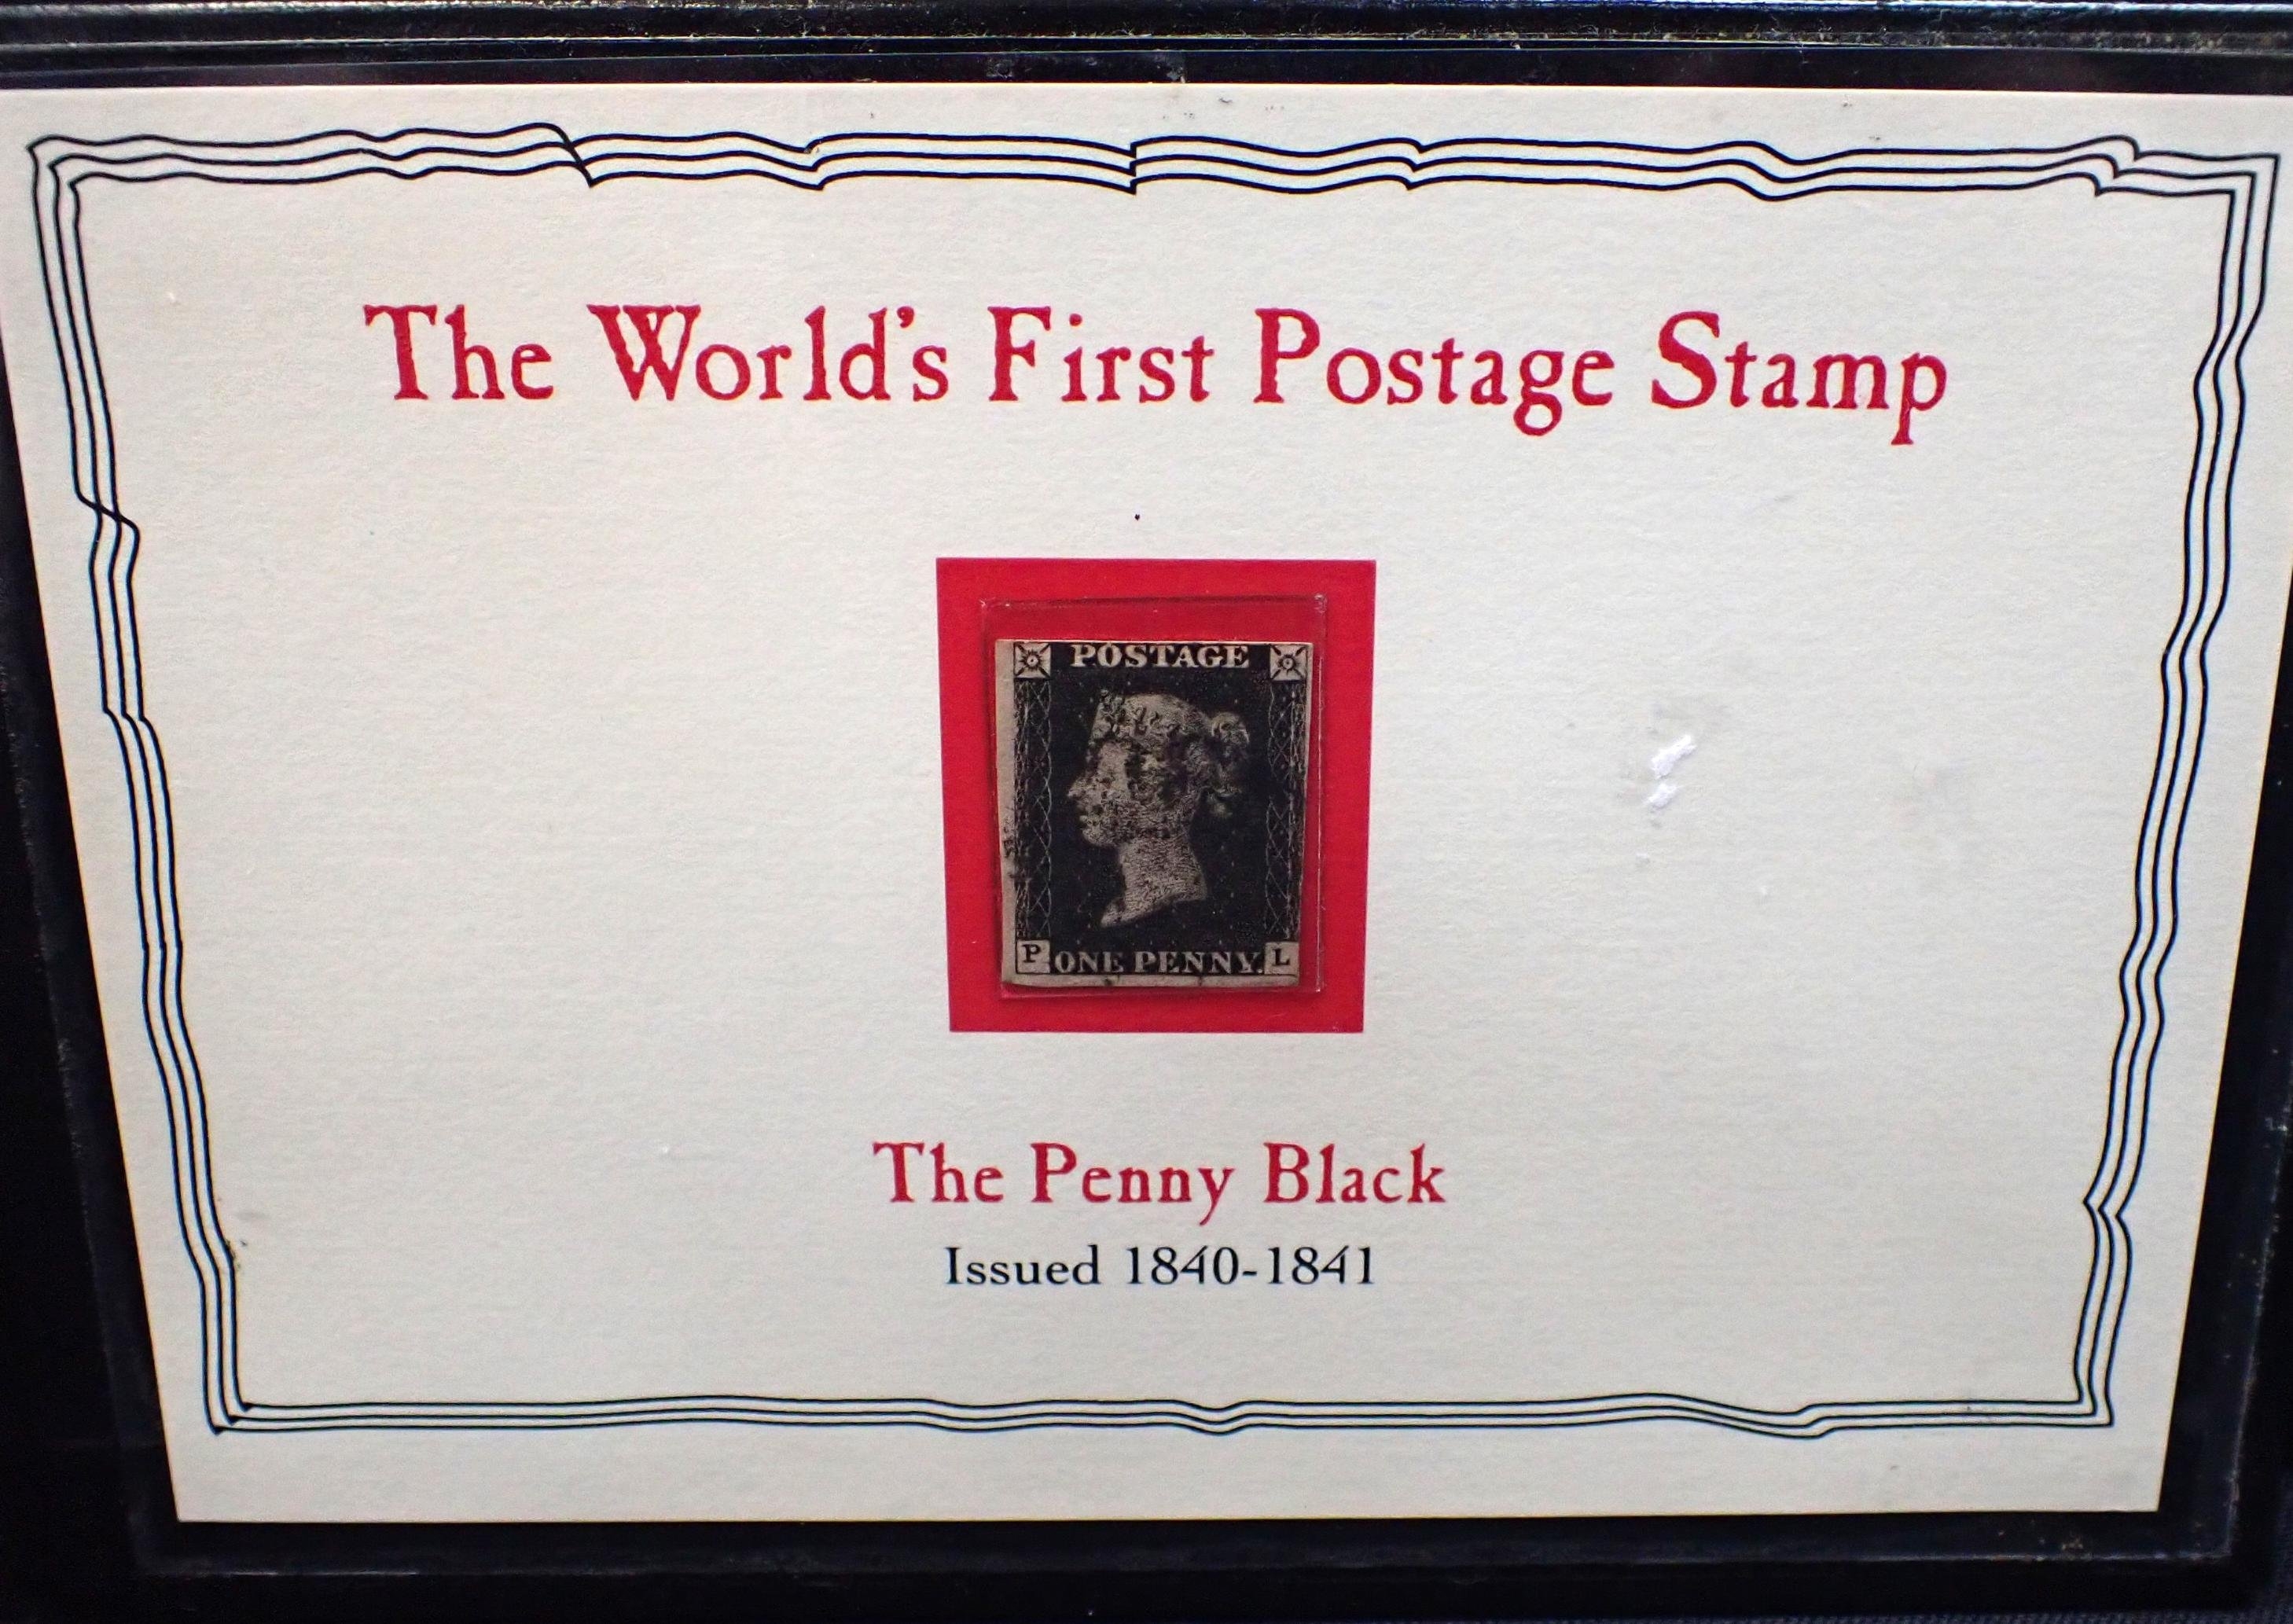 The World's First Postage Stamp
POSTAGE
P ONE PENNY. L
The Penny Black
Issued 1840-1841